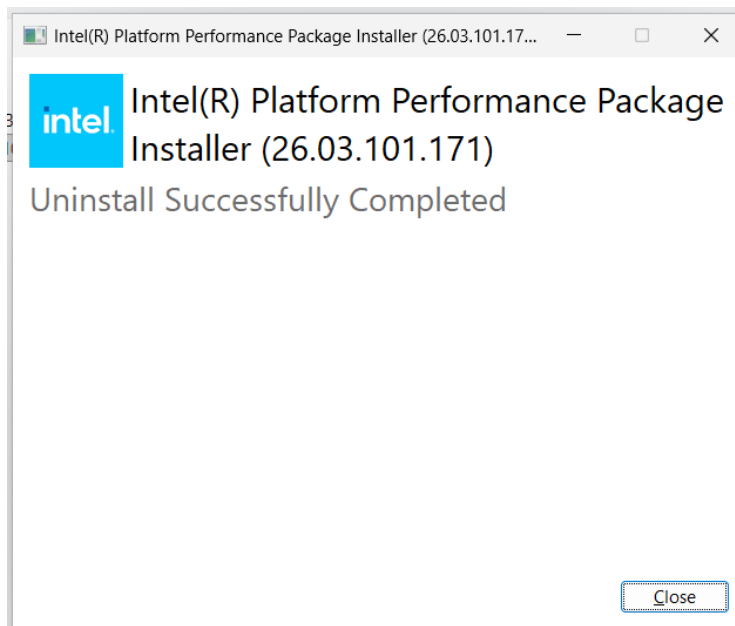 Intel(R) Platform Performance Package Installer (26.03.101.17...
intel.
Intel(R) Platform Performance Package
Installer (26.03.101.171)
Uninstall Successfully Completed
Close